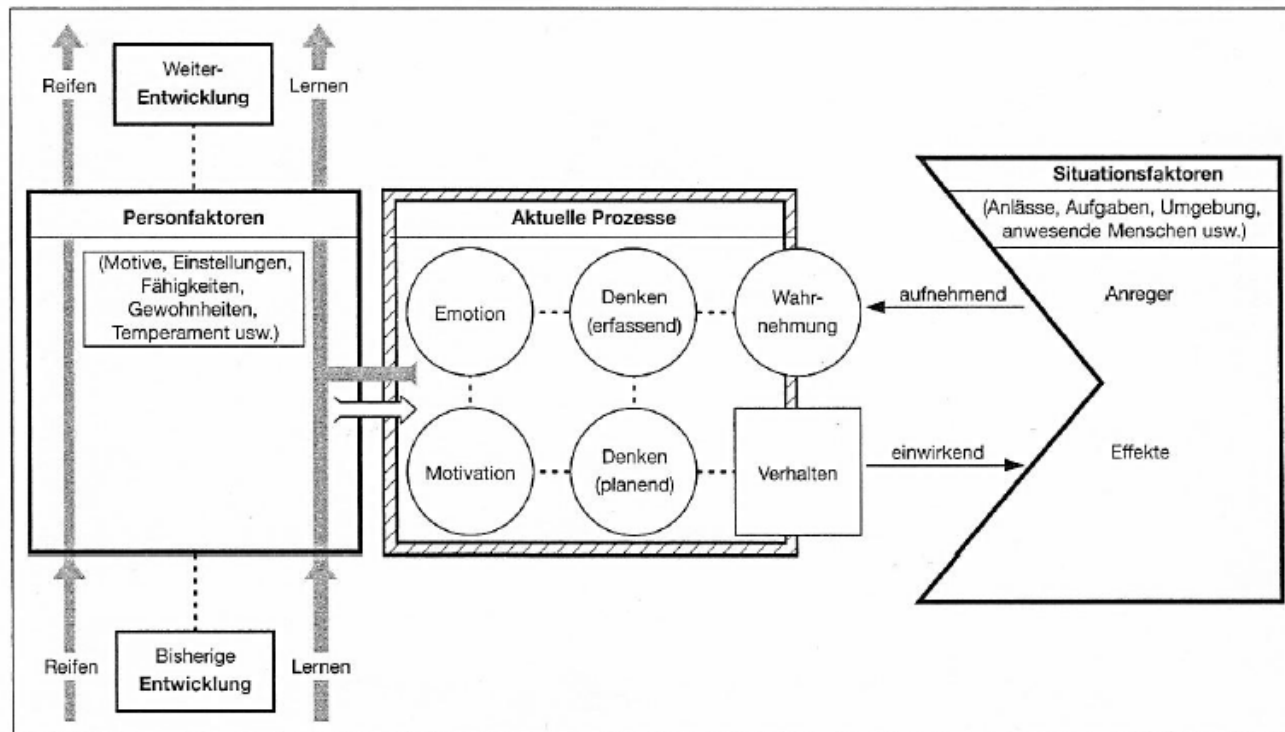 Reifen
Weiter-
Entwicklung
Lernen
Personfaktoren
(Motive, Einstellungen,
Fähigkeiten,
Gewohnheiten,
Temperament usw.)
Aktuelle Prozesse
Emotion
Denken
(erfassend)
Wahr-
nehmung
Motivation
Denken
(planend)
Verhalten
aufnehmend
einwirkend
Situationsfaktoren
(Anlässe, Aufgaben, Umgebung,
anwesende Menschen usw.)
Anreger
Effekte
Reifen
Bisherige
Entwicklung
Lernen